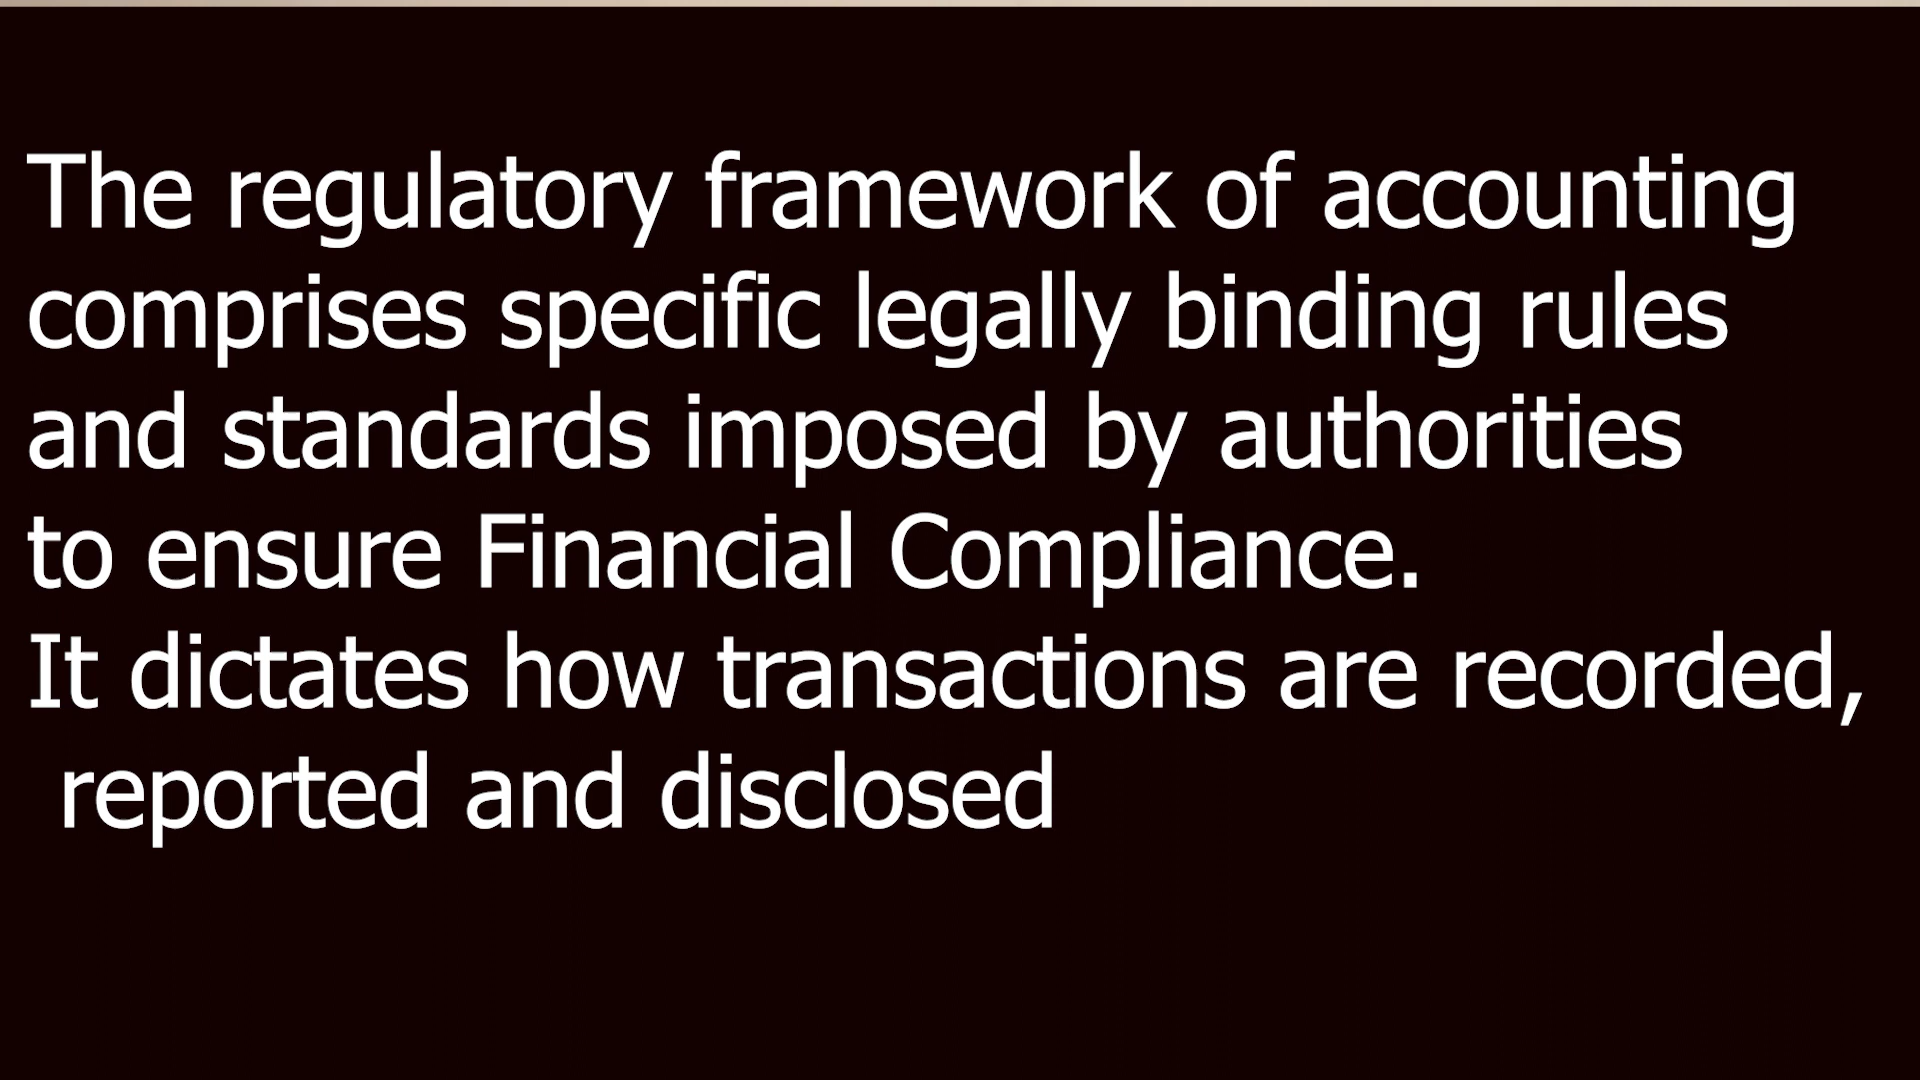 The regulatory framework of accounting
comprises specific legally binding rules
and standards imposed by authorities
to ensure Financial Compliance.
It dictates how transactions are recorded,
reported and disclosed